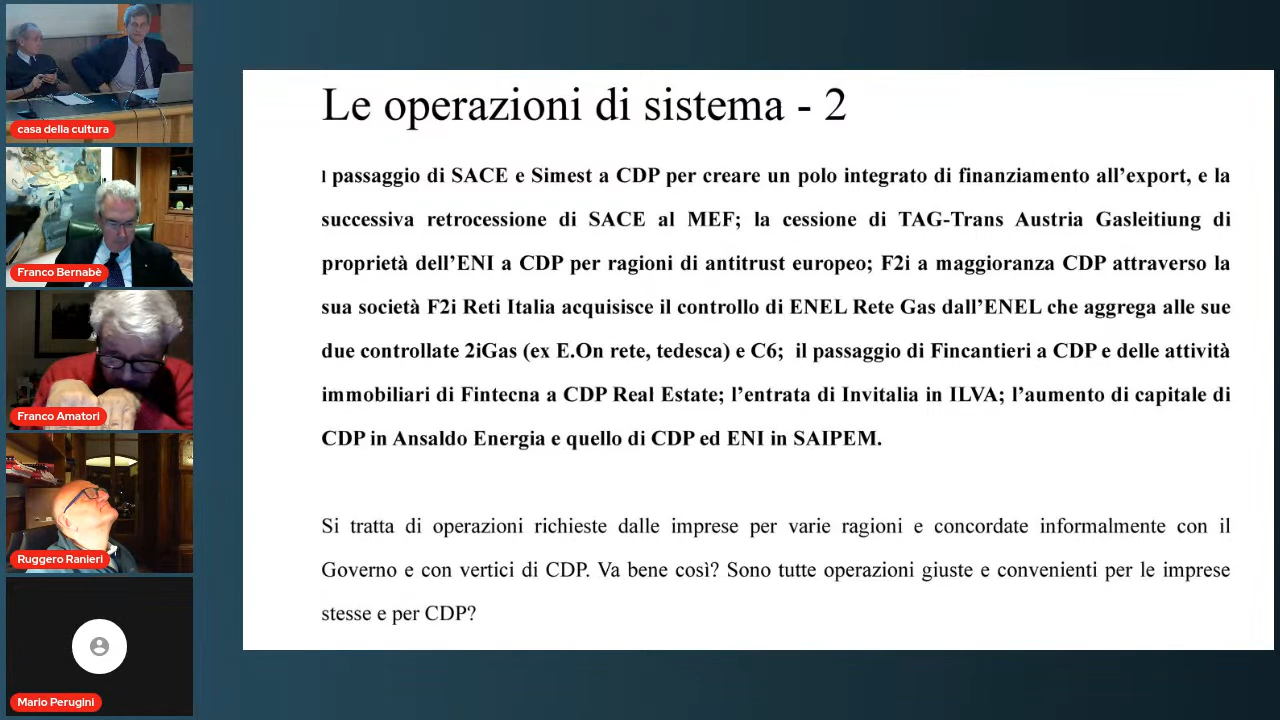 casa della cultura
Franco Bernabè
Franco Amatori
Ruggero Ranieri
Mario Perugini
Le operazioni di sistema - 2
l passaggio di SACE e Simest a CDP per creare un polo integrato di finanziamento all’export, e la
successiva retrocessione di SACE al MEF; la cessione di TAG-Trans Austria Gasleitiung di
proprietà dell’ENI a CDP per ragioni di antitrust europeo; F2i a maggioranza CDP attraverso la
sua società F2i Reti Italia acquisisce il controllo di ENEL Rete Gas dall’ENEL che aggrega alle sue
due controllate 2iGas (ex E.On rete, tedesca) e C6; il passaggio di Fincantieri a CDP e delle attività
immobiliari di Fintecna a CDP Real Estate; l’entrata di Invitalia in ILVA; l’aumento di capitale di
CDP in Ansaldo Energia e quello di CDP ed ENI in SAIPEM.
Si tratta di operazioni richieste dalle imprese per varie ragioni e concordate informalmente con il
Governo e con vertici di CDP. Va bene così? Sono tutte operazioni giuste e convenienti per le imprese
stesse e per CDP?